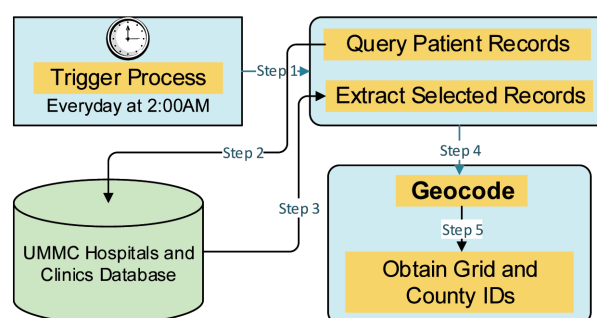 Trigger Process
Everyday at 2:00AM
Step 1
Query Patient Records
Extract Selected Records
Step 2
Step 3
Step 4
UMMC Hospitals and
Clinics Database
Geocode
Step 5
Obtain Grid and
County IDs